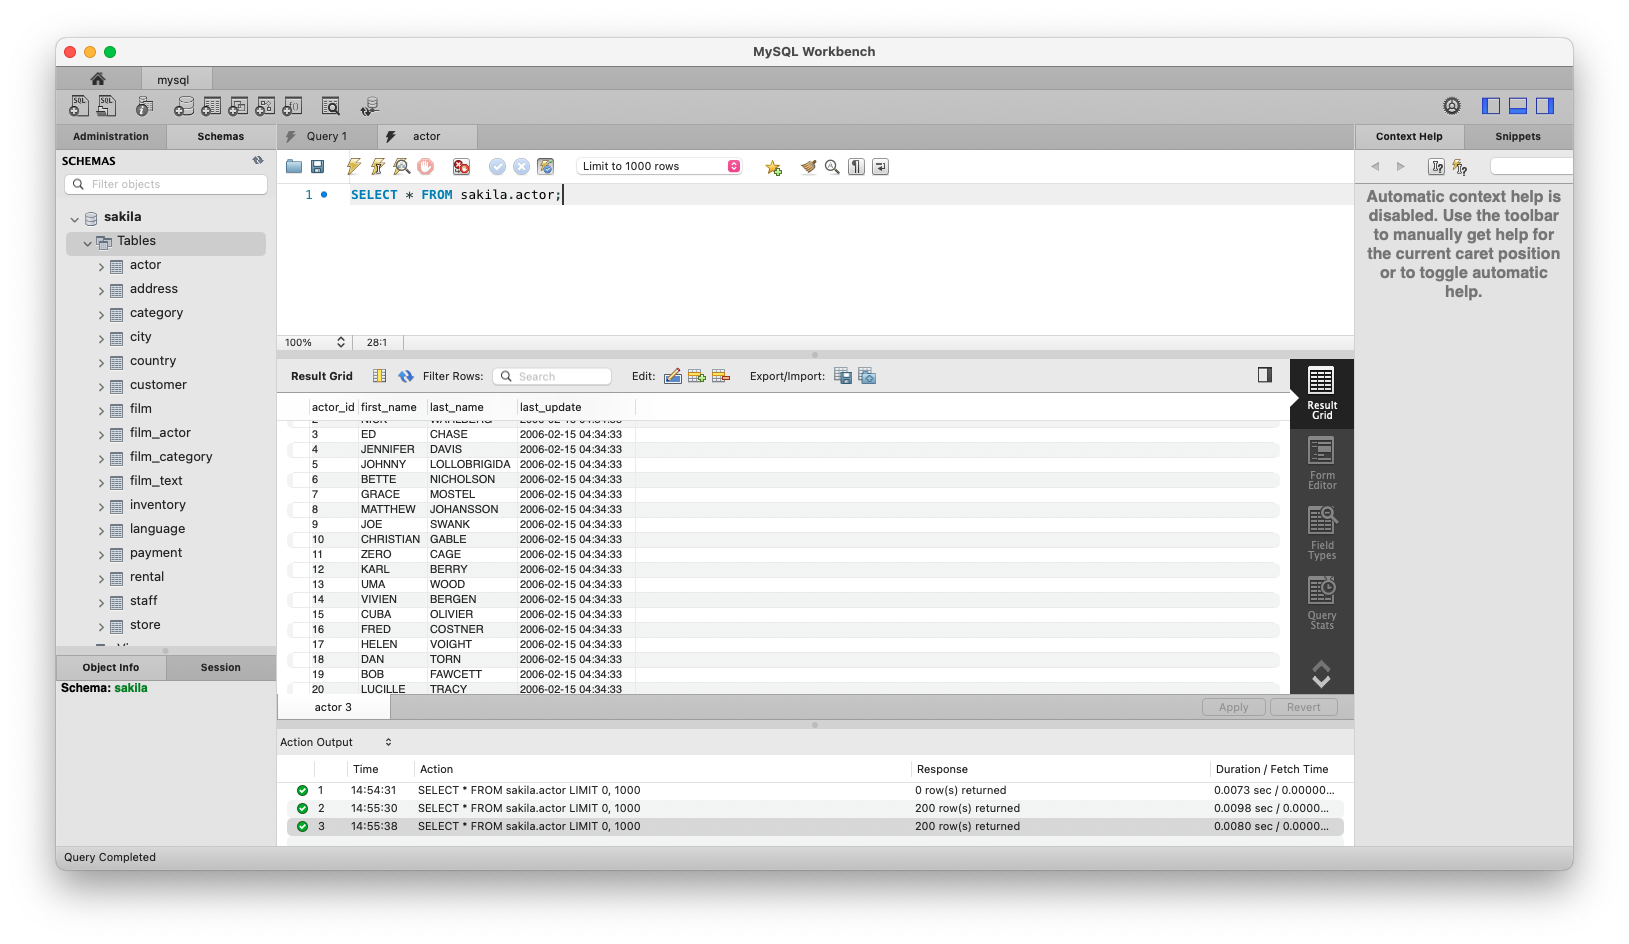 MySQL Workbench
mysql
Administration
Schemas
Query 1
actor
Context Help
Snippets
SCHEMAS
Filter objects
sakila
Tables
actor
address
category
city
country
customer
film
film_actor
film_category
film_text
inventory
language
payment
rental
staff
store
Object Info
Session
Schema: sakila
Limit to 1000 rows
1 SELECT * FROM sakila.actor;
100% 28:1
Result Grid
Filter Rows:
Search
Edit:
Export/Import:
actor_id first_name last_name last_update
3 ED CHASE 2006-02-15 04:34:33
4 JENNIFER DAVIS 2006-02-15 04:34:33
5 JOHNNY LOLLOBRIGIDA 2006-02-15 04:34:33
6 BETTE NICHOLSON 2006-02-15 04:34:33
7 GRACE MOSTEL 2006-02-15 04:34:33
8 MATTHEW JOHANSSON 2006-02-15 04:34:33
9 JOE SWANK 2006-02-15 04:34:33
10 CHRISTIAN GABLE 2006-02-15 04:34:33
11 ZERO CAGE 2006-02-15 04:34:33
12 KARL BERRY 2006-02-15 04:34:33
13 UMA WOOD 2006-02-15 04:34:33
14 VIVIEN BERGEN 2006-02-15 04:34:33
15 CUBA OLIVIER 2006-02-15 04:34:33
16 FRED COSTNER 2006-02-15 04:34:33
17 HELEN VOIGHT 2006-02-15 04:34:33
18 DAN TORN 2006-02-15 04:34:33
19 BOB FAWCETT 2006-02-15 04:34:33
20 LUCILLE TRACY 2006-02-15 04:34:33
Result
Grid
Form
Editor
Field
Types
Query
Stats
actor 3
Apply
Revert
Action Output
Time Action Response Duration / Fetch Time
1 14:54:31 SELECT * FROM sakila.actor LIMIT 0, 1000 0 row(s) returned 0.0073 sec / 0.00000...
2 14:55:30 SELECT * FROM sakila.actor LIMIT 0, 1000 200 row(s) returned 0.0098 sec / 0.0000...
3 14:55:38 SELECT * FROM sakila.actor LIMIT 0, 1000 200 row(s) returned 0.0080 sec / 0.0000...
Automatic context help is
disabled. Use the toolbar
to manually get help for
the current caret position
or to toggle automatic
help.
Query Completed